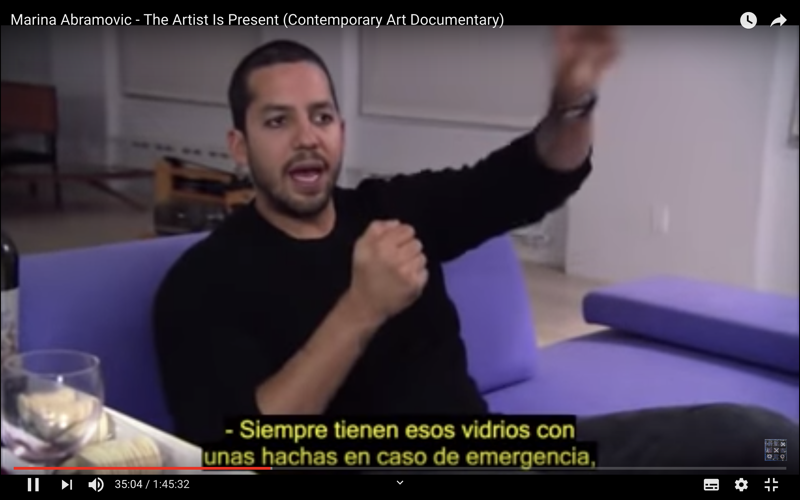 Marina Abramovic - The Artist Is Present (Contemporary Art Documentary)
- Siempre tienen esos vidrios con
unas hachas en caso de emergencia,
35:04 / 1:45:32